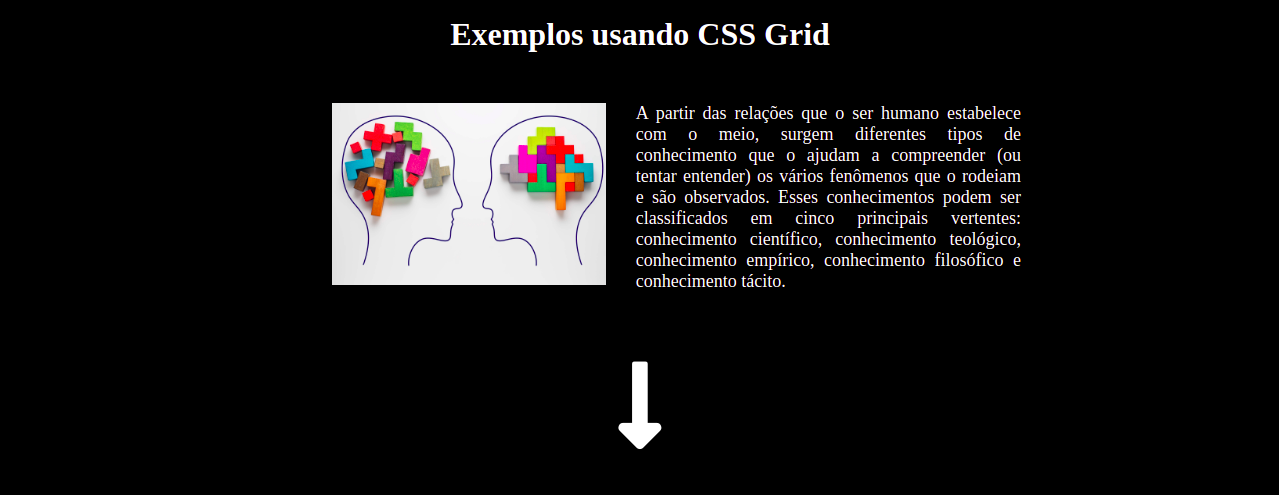 Exemplos usando CSS Grid
A partir das relações que o ser humano estabelece
com o meio, surgem diferentes tipos de
conhecimento que o ajudam a compreender (ou
tentar entender) os vários fenômenos que o rodeiam
e são observados. Esses conhecimentos podem ser
classificados em cinco principais vertentes:
conhecimento científico, conhecimento teológico,
conhecimento empírico, conhecimento filosófico e
conhecimento tácito.